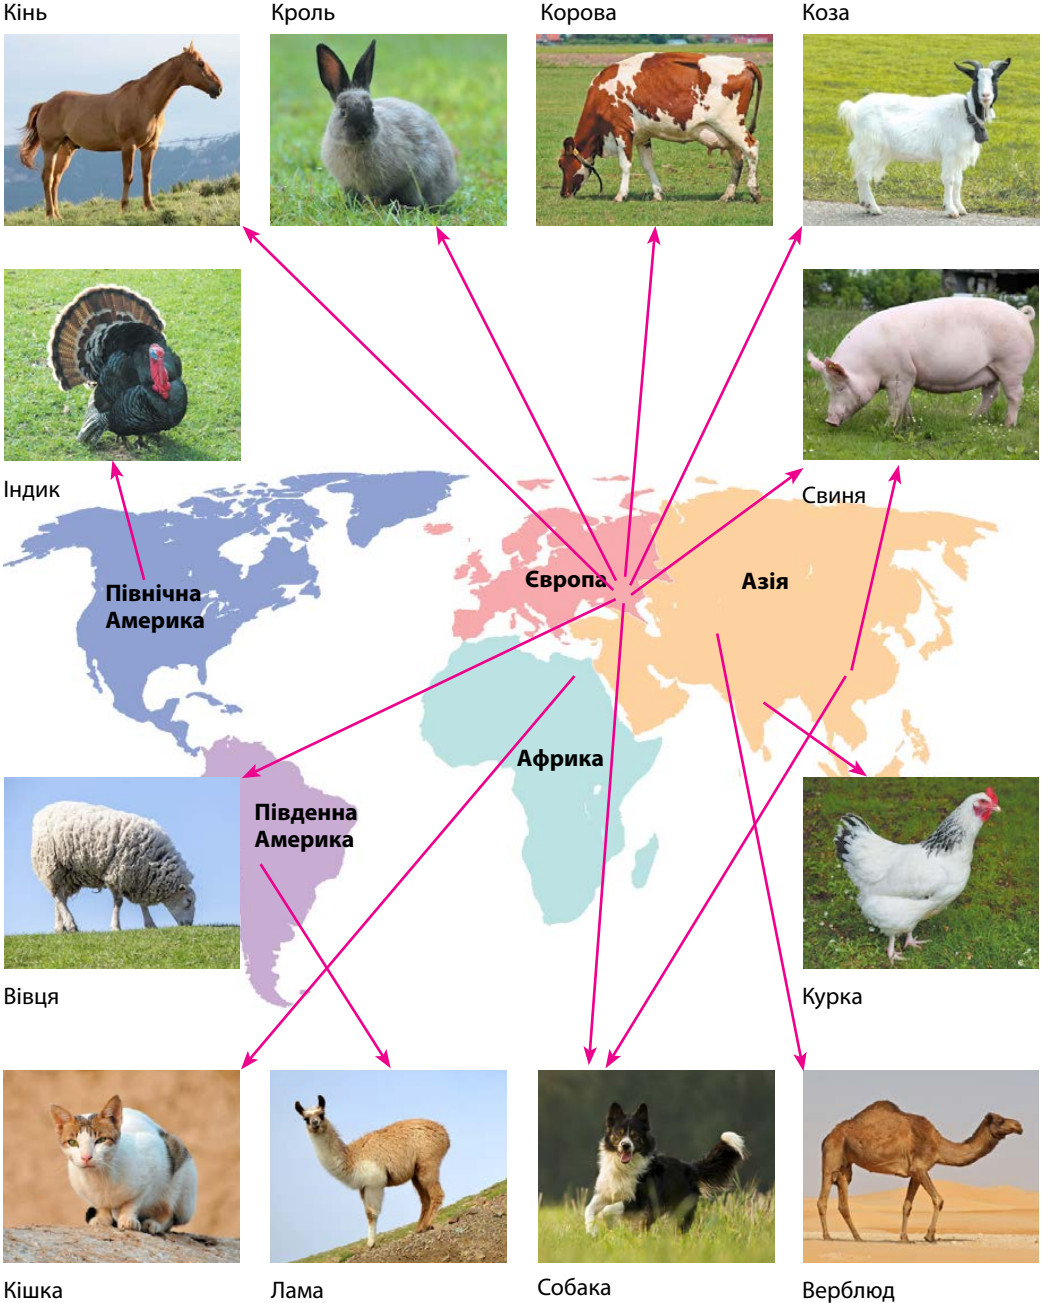 Кінь
Кроль
Корова
Коза
Індик
Свиня
Північна
Америка
Європа
Азія
Африка
Південна
Америка
Вівця
Курка
Кішка
Лама
Собака
Верблюд